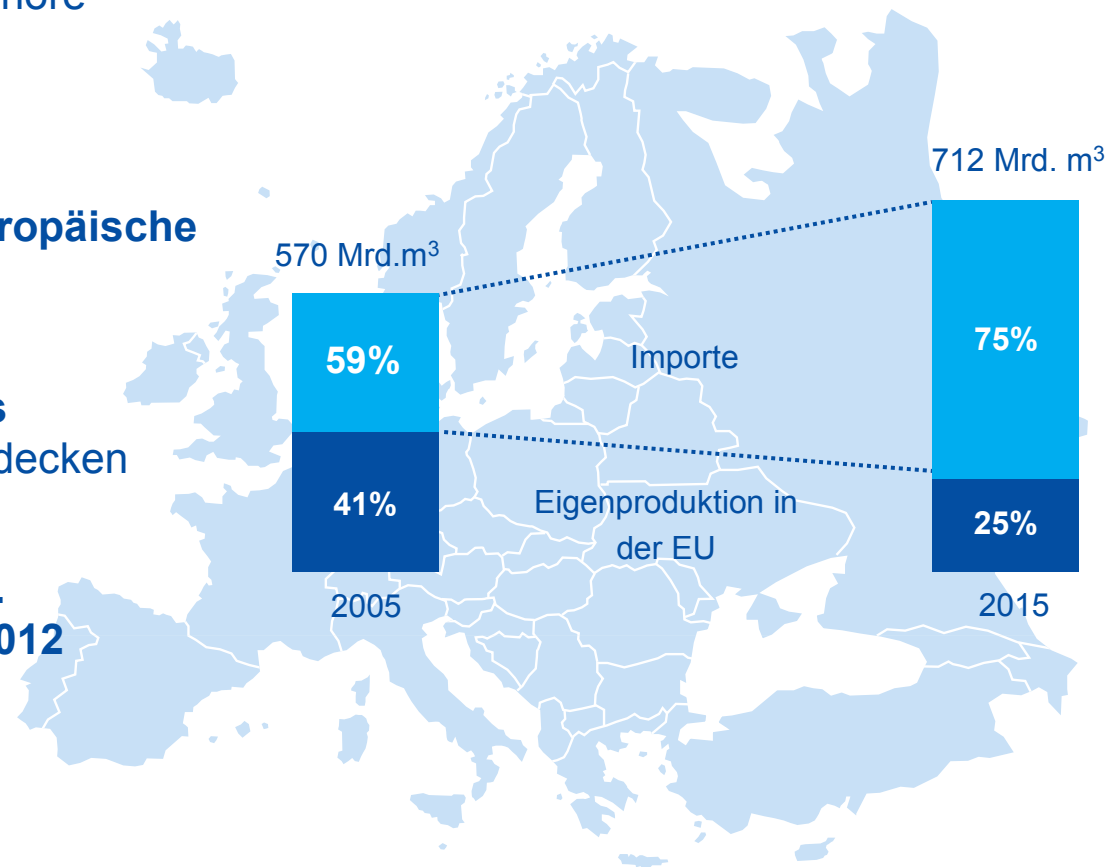 ropäische
decken
012
712 Mrd. m³
570 Mrd.m³
59%
Importe
75%
41%
Eigenproduktion in
der EU
25%
2005
2015